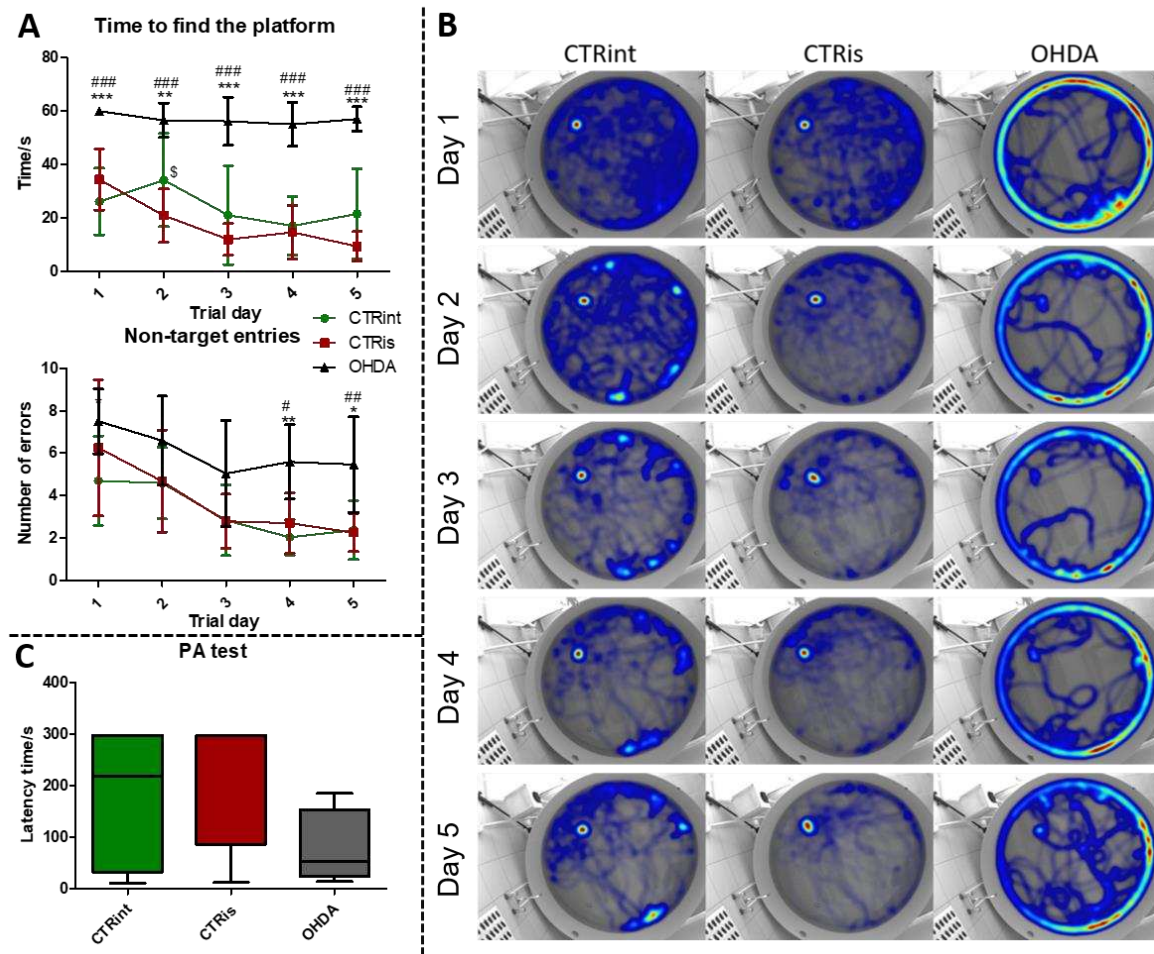 A
Time to find the platform
80
60
40
20
0
Time/s
###
***
###
**
###
***
###
***
###
***
$
1
2
3
4
5
Trial day
CTRint
CTRis
OHDA
Non-target entries
10
8
6
4
2
0
Number of errors
*
#
**
##
*
1
2
3
4
5
Trial day
B
CTRint
CTRis
OHDA
Day 1
Day 2
Day 3
Day 4
Day 5
C
PA test
400
300
200
100
0
Latency time/s
CTRint
CTRis
OHDA